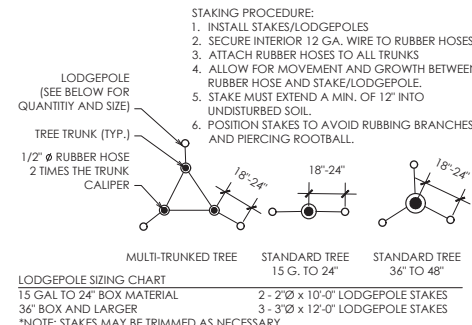 STAKING PROCEDURE:
1. INSTALL STAKES/LODGEPOLES
2. SECURE INTERIOR 12 GA. WIRE TO RUBBER HOSES
3. ATTACH RUBBER HOSES TO ALL TRUNKS
4. ALLOW FOR MOVEMENT AND GROWTH BETWEEN
RUBBER HOSE AND STAKE/LODGEPOLE.
5. STAKE MUST EXTEND A MIN. OF 12" INTO
UNDISTURBED SOIL.
6. POSITION STAKES TO AVOID RUBBING BRANCHES
AND PIERCING ROOTBALL.
LODGEPOLE
(SEE BELOW FOR
QUANTITIY AND SIZE)
TREE TRUNK (TYP.)
1/2" ø RUBBER HOSE
2 TIMES THE TRUNK
CALIPER
18"-24"
18"-24"
18"-24"
MULTI-TRUNKED TREE
STANDARD TREE
15 G. TO 24"
STANDARD TREE
36" TO 48"
LODGEPOLE SIZING CHART
15 GAL TO 24" BOX MATERIAL 2 - 2"Ø x 10'-0" LODGEPOLE STAKES
36" BOX AND LARGER 3 - 3"Ø x 12'-0" LODGEPOLE STAKES
*NOTE: STAKES MAY BE TRIMMED AS NECESSARY